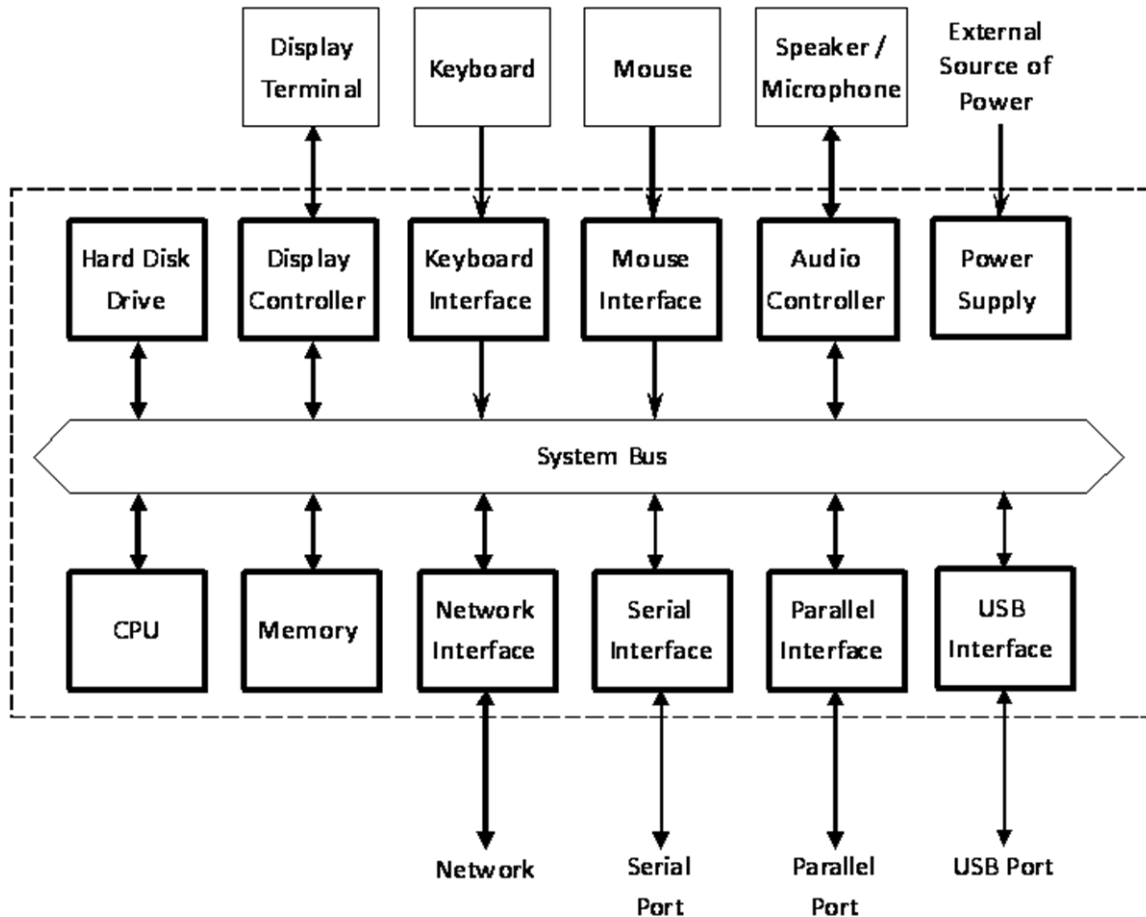 Display
Terminal
Keyboard
Mouse
Speaker /
Microphone
External
Source of
Power
Hard Disk
Drive
Display
Controller
Keyboard
Interface
Mouse
Interface
Audio
Controller
Power
Supply
System Bus
CPU
Memory
Network
Interface
Serial
Interface
Parallel
Interface
USB
Interface
Network
Serial
Port
Parallel
Port
USB Port